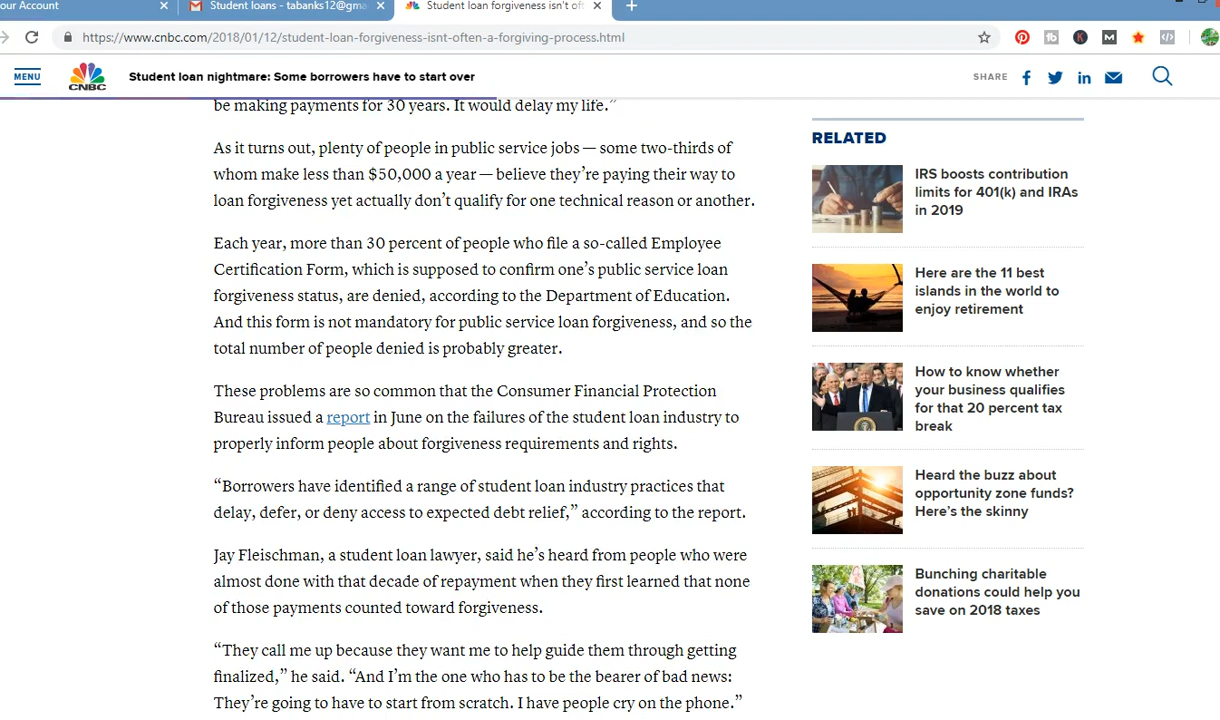 our Account
Student loans - tabanks12@gma
Student loan forgiveness isn't oft
https://www.cnbc.com/2018/01/12/student-loan-forgiveness-isnt-often-a-forgiving-process.html
MENU
CNBC
Student loan nightmare: Some borrowers have to start over
SHARE
be making payments for 30 years. It would delay my life.”
As it turns out, plenty of people in public service jobs — some two-thirds of
whom make less than $50,000 a year — believe they’re paying their way to
loan forgiveness yet actually don’t qualify for one technical reason or another.
Each year, more than 30 percent of people who file a so-called Employee
Certification Form, which is supposed to confirm one’s public service loan
forgiveness status, are denied, according to the Department of Education.
And this form is not mandatory for public service loan forgiveness, and so the
total number of people denied is probably greater.
These problems are so common that the Consumer Financial Protection
Bureau issued a report in June on the failures of the student loan industry to
properly inform people about forgiveness requirements and rights.
“Borrowers have identified a range of student loan industry practices that
delay, defer, or deny access to expected debt relief,” according to the report.
Jay Fleischman, a student loan lawyer, said he’s heard from people who were
almost done with that decade of repayment when they first learned that none
of those payments counted toward forgiveness.
“They call me up because they want me to help guide them through getting
finalized,” he said. “And I’m the one who has to be the bearer of bad news:
They’re going to have to start from scratch. I have people cry on the phone.”
RELATED
IRS boosts contribution
limits for 401(k) and IRAs
in 2019
Here are the 11 best
islands in the world to
enjoy retirement
How to know whether
your business qualifies
for that 20 percent tax
break
Heard the buzz about
opportunity zone funds?
Here’s the skinny
Bunching charitable
donations could help you
save on 2018 taxes